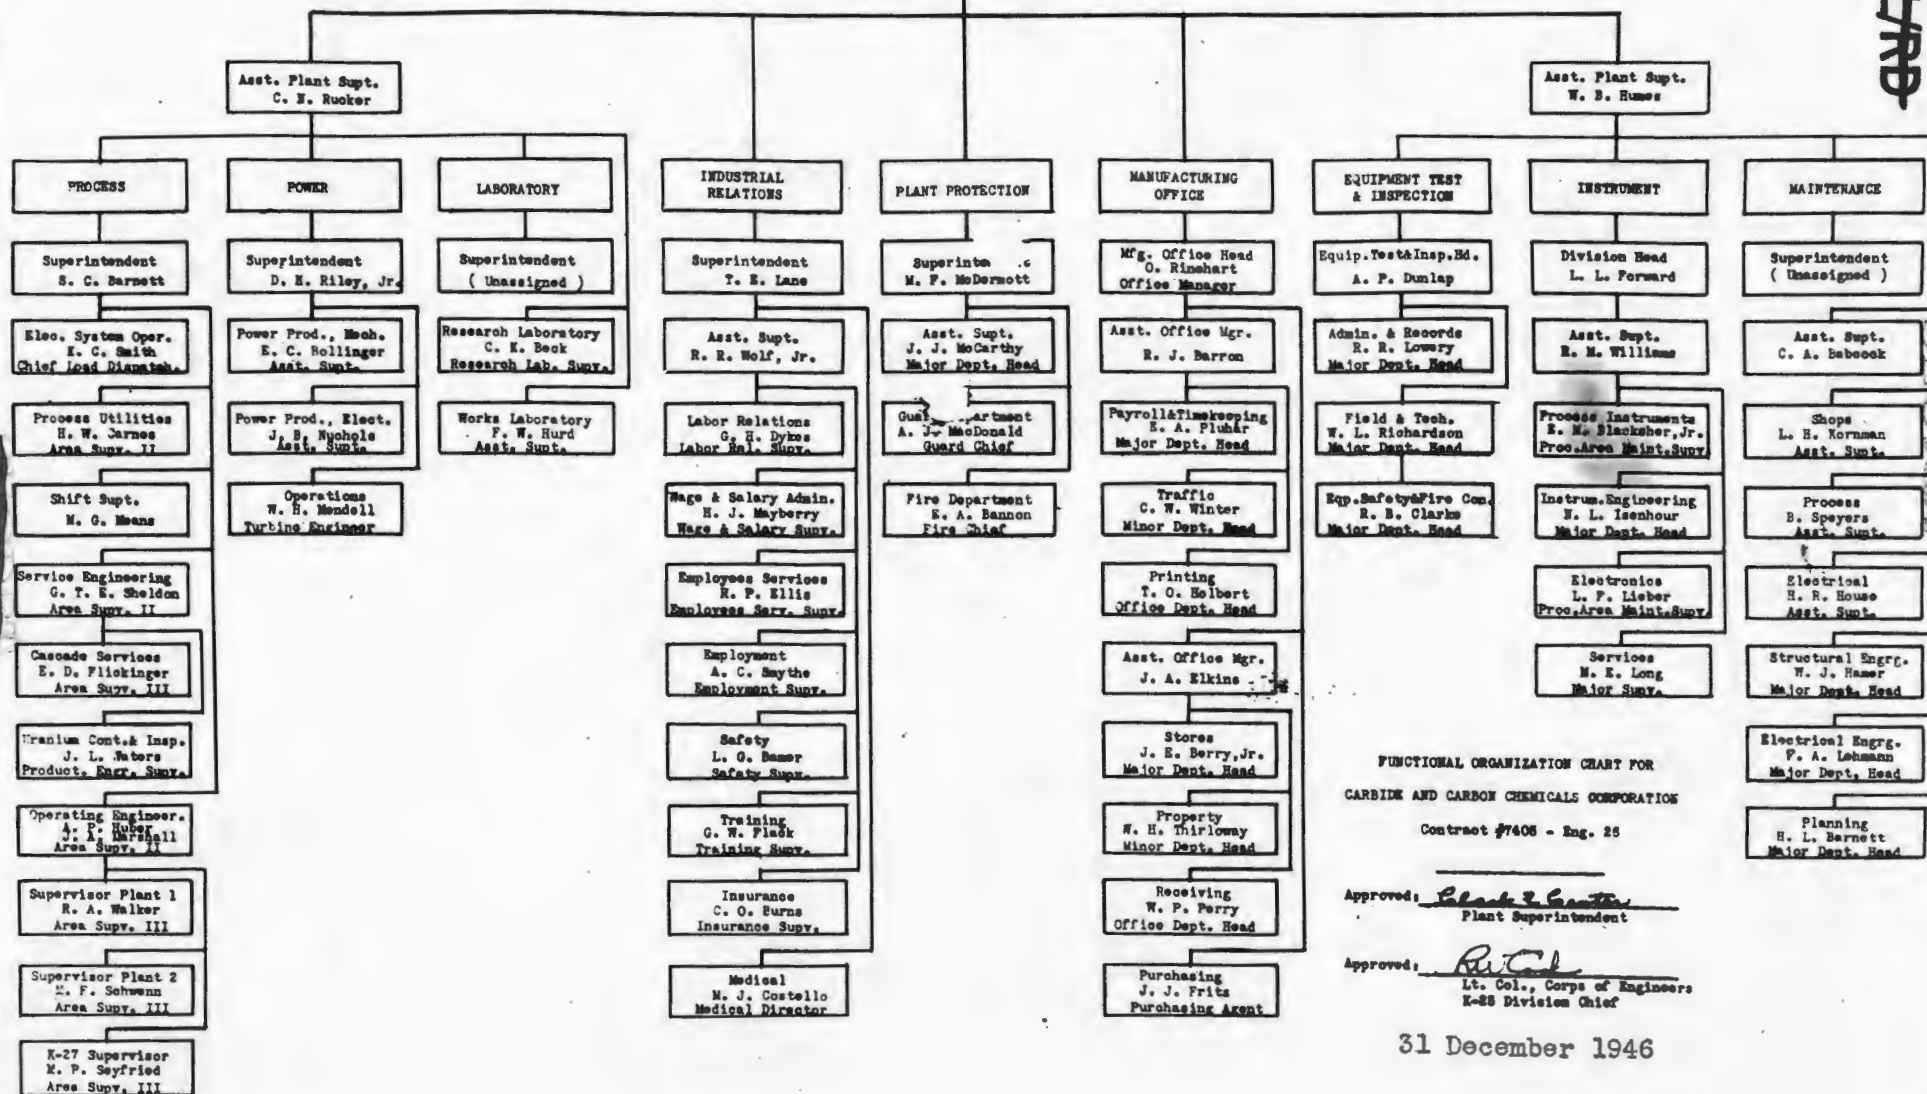 Asst. Plant Supt.
C. N. Rucker
Asst. Plant Supt.
W. B. Humes
PROCESS
POWER
LABORATORY
INDUSTRIAL
RELATIONS
PLANT PROTECTION
MANUFACTURING
OFFICE
EQUIPMENT TEST
& INSPECTION
INSTRUMENT
MAINTENANCE
Superintendent
S. C. Barnett
Elec. System Oper.
K. C. Smith
Chief Load Dispatch.
Process Utilities
H. W. Carnes
Area Supv. II
Shift Supt.
M. G. Means
Service Engineering
G. T. E. Sheldon
Area Supv. II
Cascade Services
E. D. Flickinger
Area Supv. III
Uranium Cont.& Insp.
J. L. Waters
Product. Engr. Supv.
Operating Engineer.
A. P. Huber
J. A. Marshall
Area Supv. II
Supervisor Plant 1
R. A. Walker
Area Supv. III
Supervisor Plant 2
F. Schwenn
Area Supv. III
K-27 Supervisor
M. P. Seyfried
Area Supv. III
Superintendent
D. M. Riley, Jr.
Power Prod., Mech.
E. C. Bollinger
Asst. Supt.
Power Prod., Elect.
J. B. Nychols
Asst. Supt.
Operations
W. H. Mendell
Turbine Engineer
Superintendent
( Unassigned )
Research Laboratory
C. K. Beck
Research Lab. Supv.
Works Laboratory
F. W. Hurd
Asst. Supt.
Superintendent
T. E. Lane
Asst. Supt.
R. R. Wolf, Jr.
Labor Relations
G. H. Dykes
Labor Rel. Supv.
Wage & Salary Admin.
H. J. Mayberry
Wage & Salary Supv.
Employees Services
R. P. Ellis
Employees Serv. Supv.
Employment
A. C. Smythe
Employment Supv.
Safety
L. G. Bamer
Safety Supv.
Training
G. W. Flack
Training Supv.
Insurance
C. O. Burns
Insurance Supv.
Medical
M. J. Costello
Medical Director
Superinte
M. F. McDermott
Asst. Supt.
J. J. McCarthy
Major Dept. Head
artment
A. J. MacDonald
Guard Chief
Fire Department
E. A. Bannon
Fire Chief
Mfg. Office Head
O. Rinehart
Office Manager
Asst. Office Mgr.
R. J. Barron
Payroll&Timekeeping
E. A. Pluhar
Major Dept. Head
Traffic
C. W. Winter
Minor Dept. Head
Printing
T. O. Holbert
Office Dept. Head
Asst. Office Mgr.
J. A. Elkins
Stores
J. E. Berry,Jr.
Major Dept. Head
Property
W. H. Thirloway
Minor Dept. Head
Receiving
W. P. Perry
Office Dept. Head
Purchasing
J. J. Frits
Purchasing Agent
Equip.Test&Insp.Hd.
A. P. Dunlap
Admin. & Records
R. R. Lowery
Major Dept. Head
Field & Tech.
W. L. Richardson
Major Dept. Head
Eqp.Safety&Fire Con.
R. B. Clarke
Major Dept. Head
Division Head
L. L. Forward
Asst. Supt.
R. M. Williams
Process Instruments
E. M. Blacksher,Jr.
Proc.Area Maint.Supv.
Instrum.Engineering
N. L. Isenhour
Major Dept. Head
Electronics
L. F. Lieber
Proc.Area Maint.Supv.
Services
M. E. Long
Major Supv.
Superintendent
( Unassigned )
Asst. Supt.
C. A. Babcock
Shops
L. H. Kornman
Asst. Supt.
Process
B. Speyers
Asst. Supt.
Electrical
H. R. House
Asst. Supt.
Structural Engrg.
W. J. Hamer
Major Dept. Head
Electrical Engrg.
F. A. Lehmann
Major Dept. Head
Planning
H. L. Barnett
Major Dept. Head
FUNCTIONAL ORGANIZATION CHART FOR
CARBIDE AND CARBON CHEMICALS CORPORATION
Contract #7405 - Eng. 26
Approved:
Plant Superintendent
Approved:
Lt. Col., Corps of Engineers
K-25 Division Chief
31 December 1946